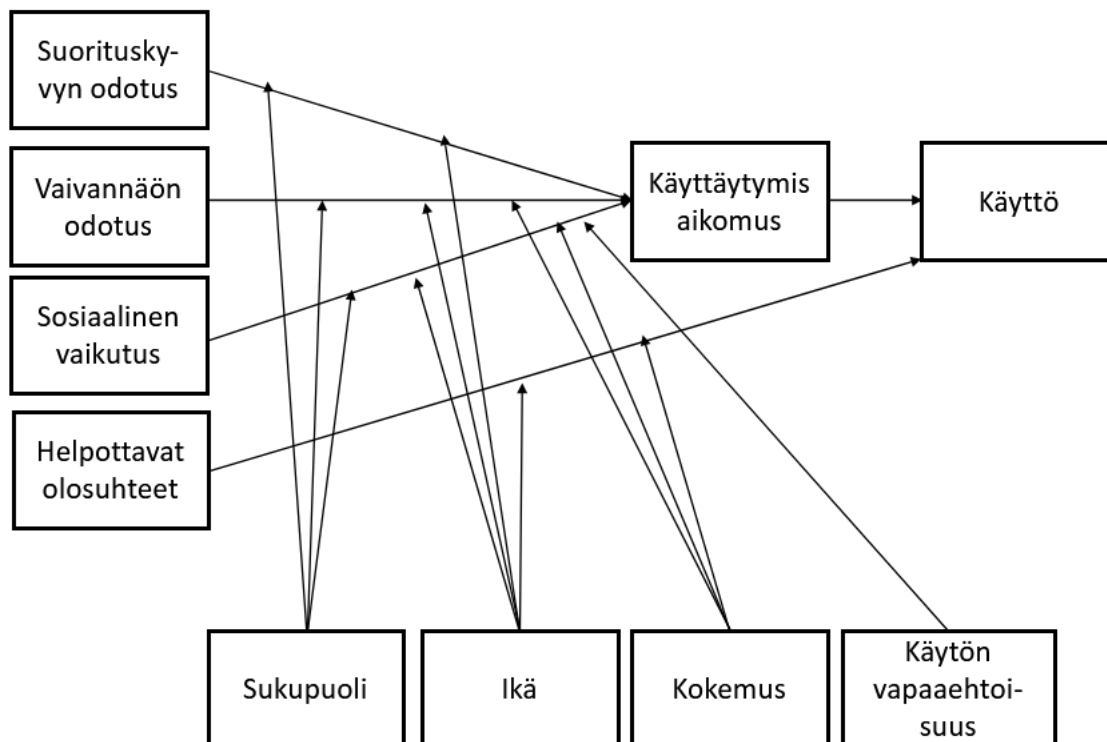 Suoritusky-
vyn odotus
Vaivannäön
odotus
Sosiaalinen
vaikutus
Helpottavat
olosuhteet
Käyttäytymis
aikomus
Käyttö
Sukupuoli
Ikä
Kokemus
Käytön
vapaaehtoi-
suus